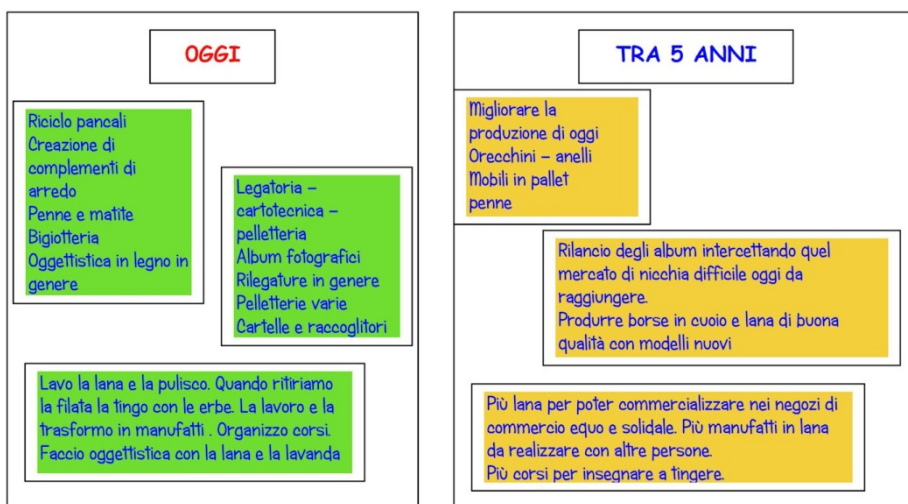 OGGI
Riciclo pancali
Creazione di
complementi di
arredo
Penne e matite
Bigiotteria
Oggettistica in legno in
genere
Legatoria –
cartotecnica –
pelletteria
Album fotografici
Rilegature in genere
Pelletterie varie
Cartelle e raccoglitori
Lavo la lana e la pulisco. Quando ritiriamo
la filata la tingo con le erbe. La lavoro e la
trasformo in manufatti . Organizzo corsi.
Faccio oggettistica con la lana e la lavanda
TRA 5 ANNI
Migliorare la
produzione di oggi
Orecchini – anelli
Mobili in pallet
penne
Rilancio degli album intercettando quel
mercato di nicchia difficile oggi da
raggiungere.
Produrre borse in cuoio e lana di buona
qualità con modelli nuovi
Più lana per poter commercializzare nei negozi di
commercio equo e solidale. Più manufatti in lana
da realizzare con altre persone.
Più corsi per insegnare a tingere.